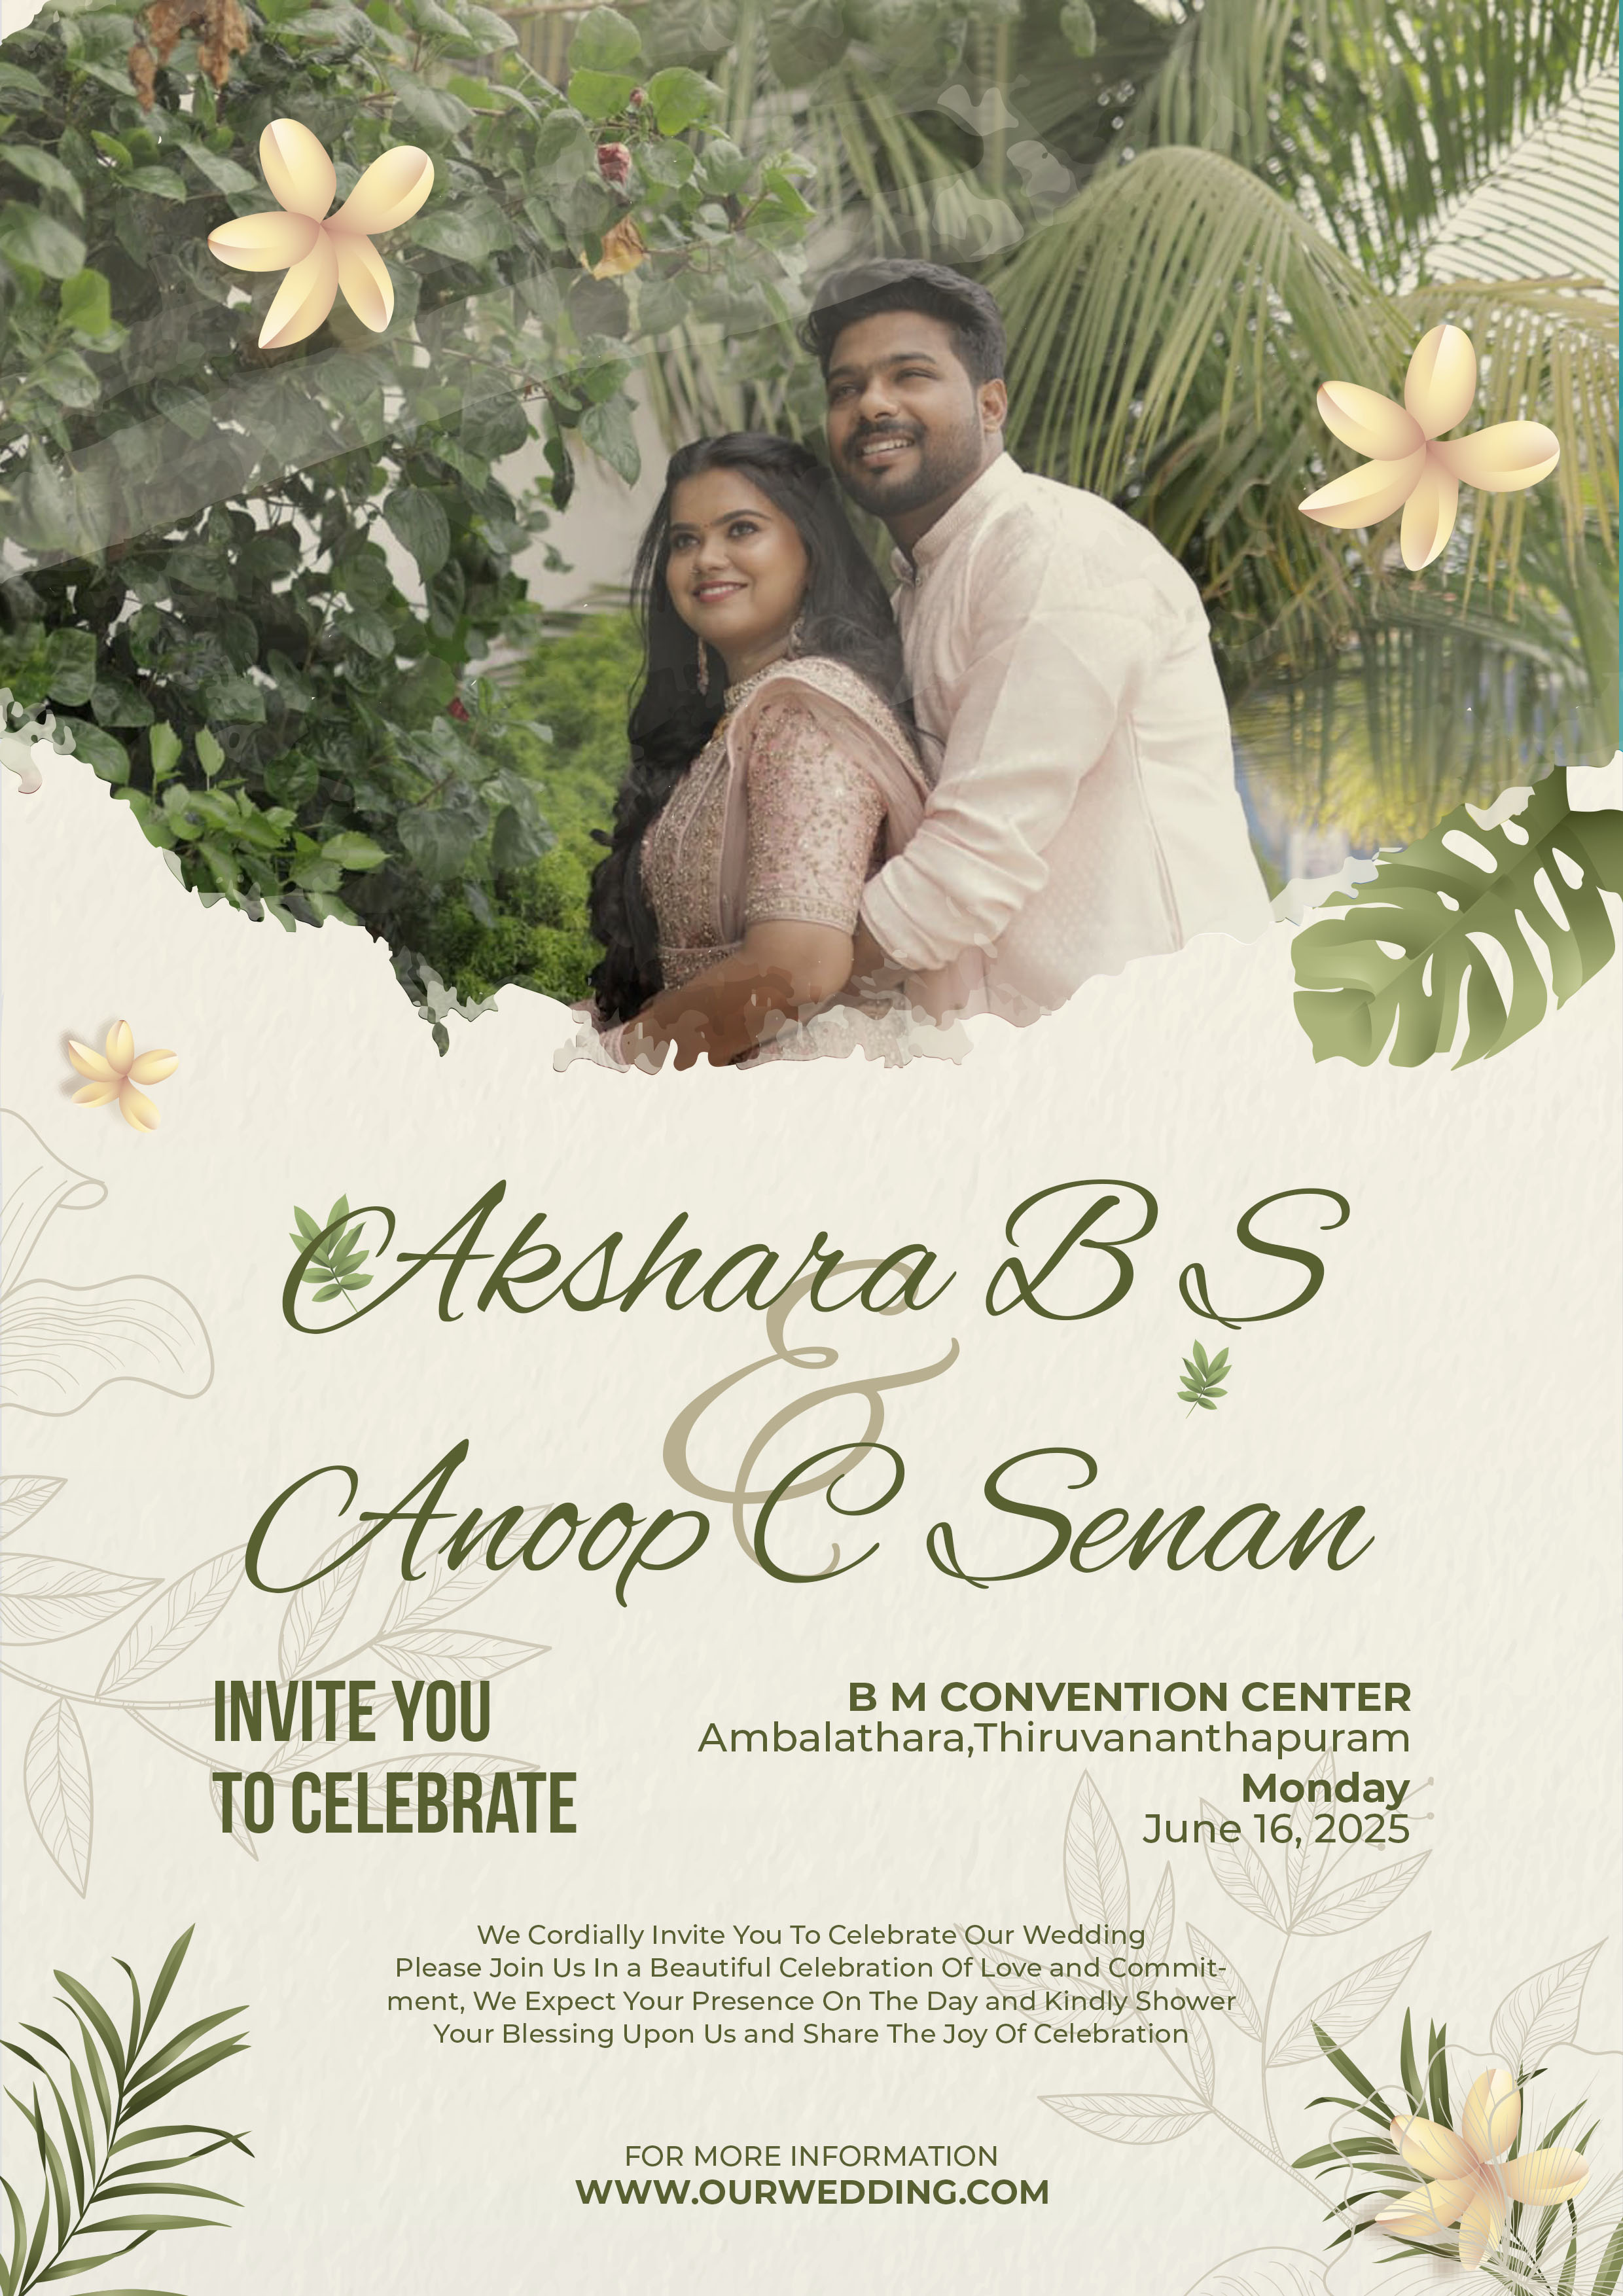 Akshara B S
&
Anoop C Senan
INVITE YOU
TO CELEBRATE
B M CONVENTION CENTER
Ambalathara,Thiruvananthapuram
Monday
June 16, 2025
We Cordially Invite You To Celebrate Our Wedding
Please Join Us In a Beautiful Celebration Of Love and Commit-
ment, We Expect Your Presence On The Day and Kindly Shower
Your Blessing Upon Us and Share The Joy Of Celebration
FOR MORE INFORMATION
WWW.OURWEDDING.COM